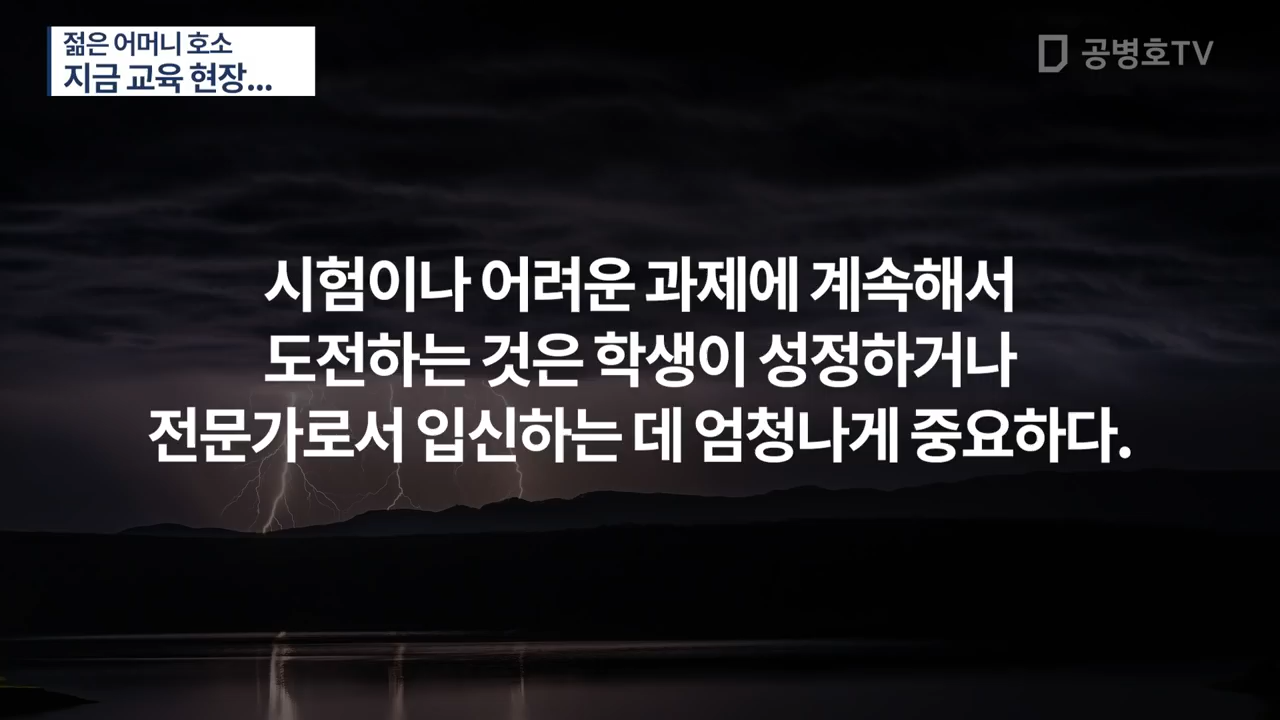 젊은 어머니 호소
지금 교육 현장...
공병호TV
시험이나 어려운 과제에 계속해서
도전하는 것은 학생이 성정하거나
전문가로서 입신하는 데 엄청나게 중요하다.